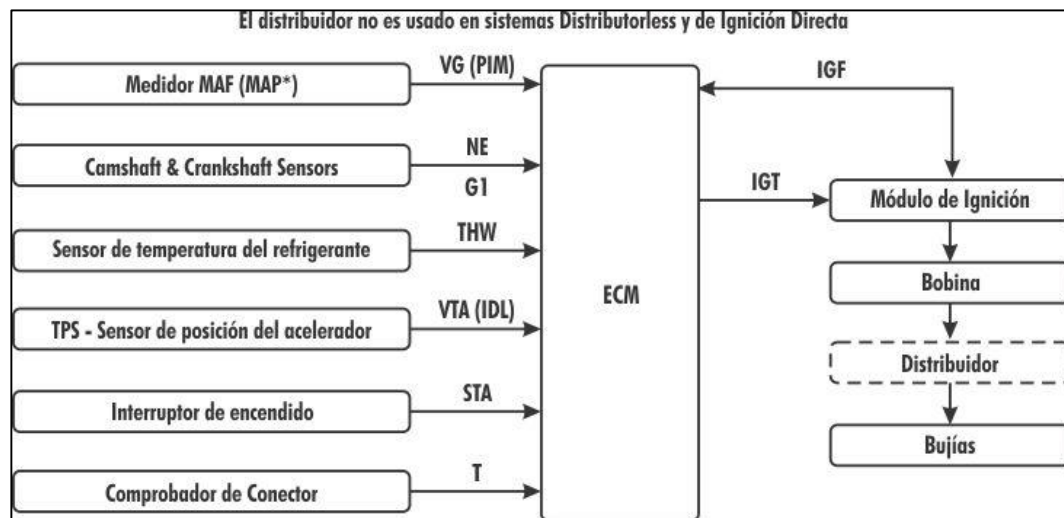 El distribuidor no es usado en sistemas Distributorless y de Ignición Directa
Medidor MAF (MAP*)
VG (PIM)
Camshaft & Crankshaft Sensors
NE
G1
Sensor de temperatura del refrigerante
THW
TPS - Sensor de posición del acelerador
VTA (IDL)
Interruptor de encendido
STA
Comprobador de Conector
T
ECM
IGF
IGT
Módulo de Ignición
Bobina
Distribuidor
Bujías